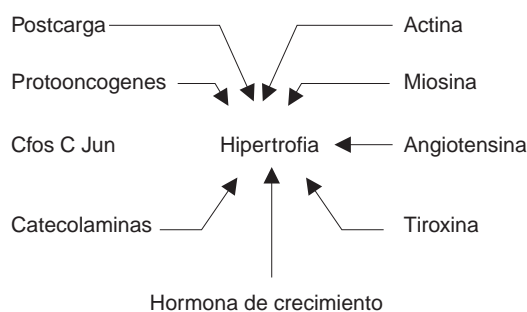 Postcarga Actina
Protooncogenes Miosina
Cfos C Jun Hipertrofia Angiotensina
Catecolaminas Tiroxina
Hormona de crecimiento